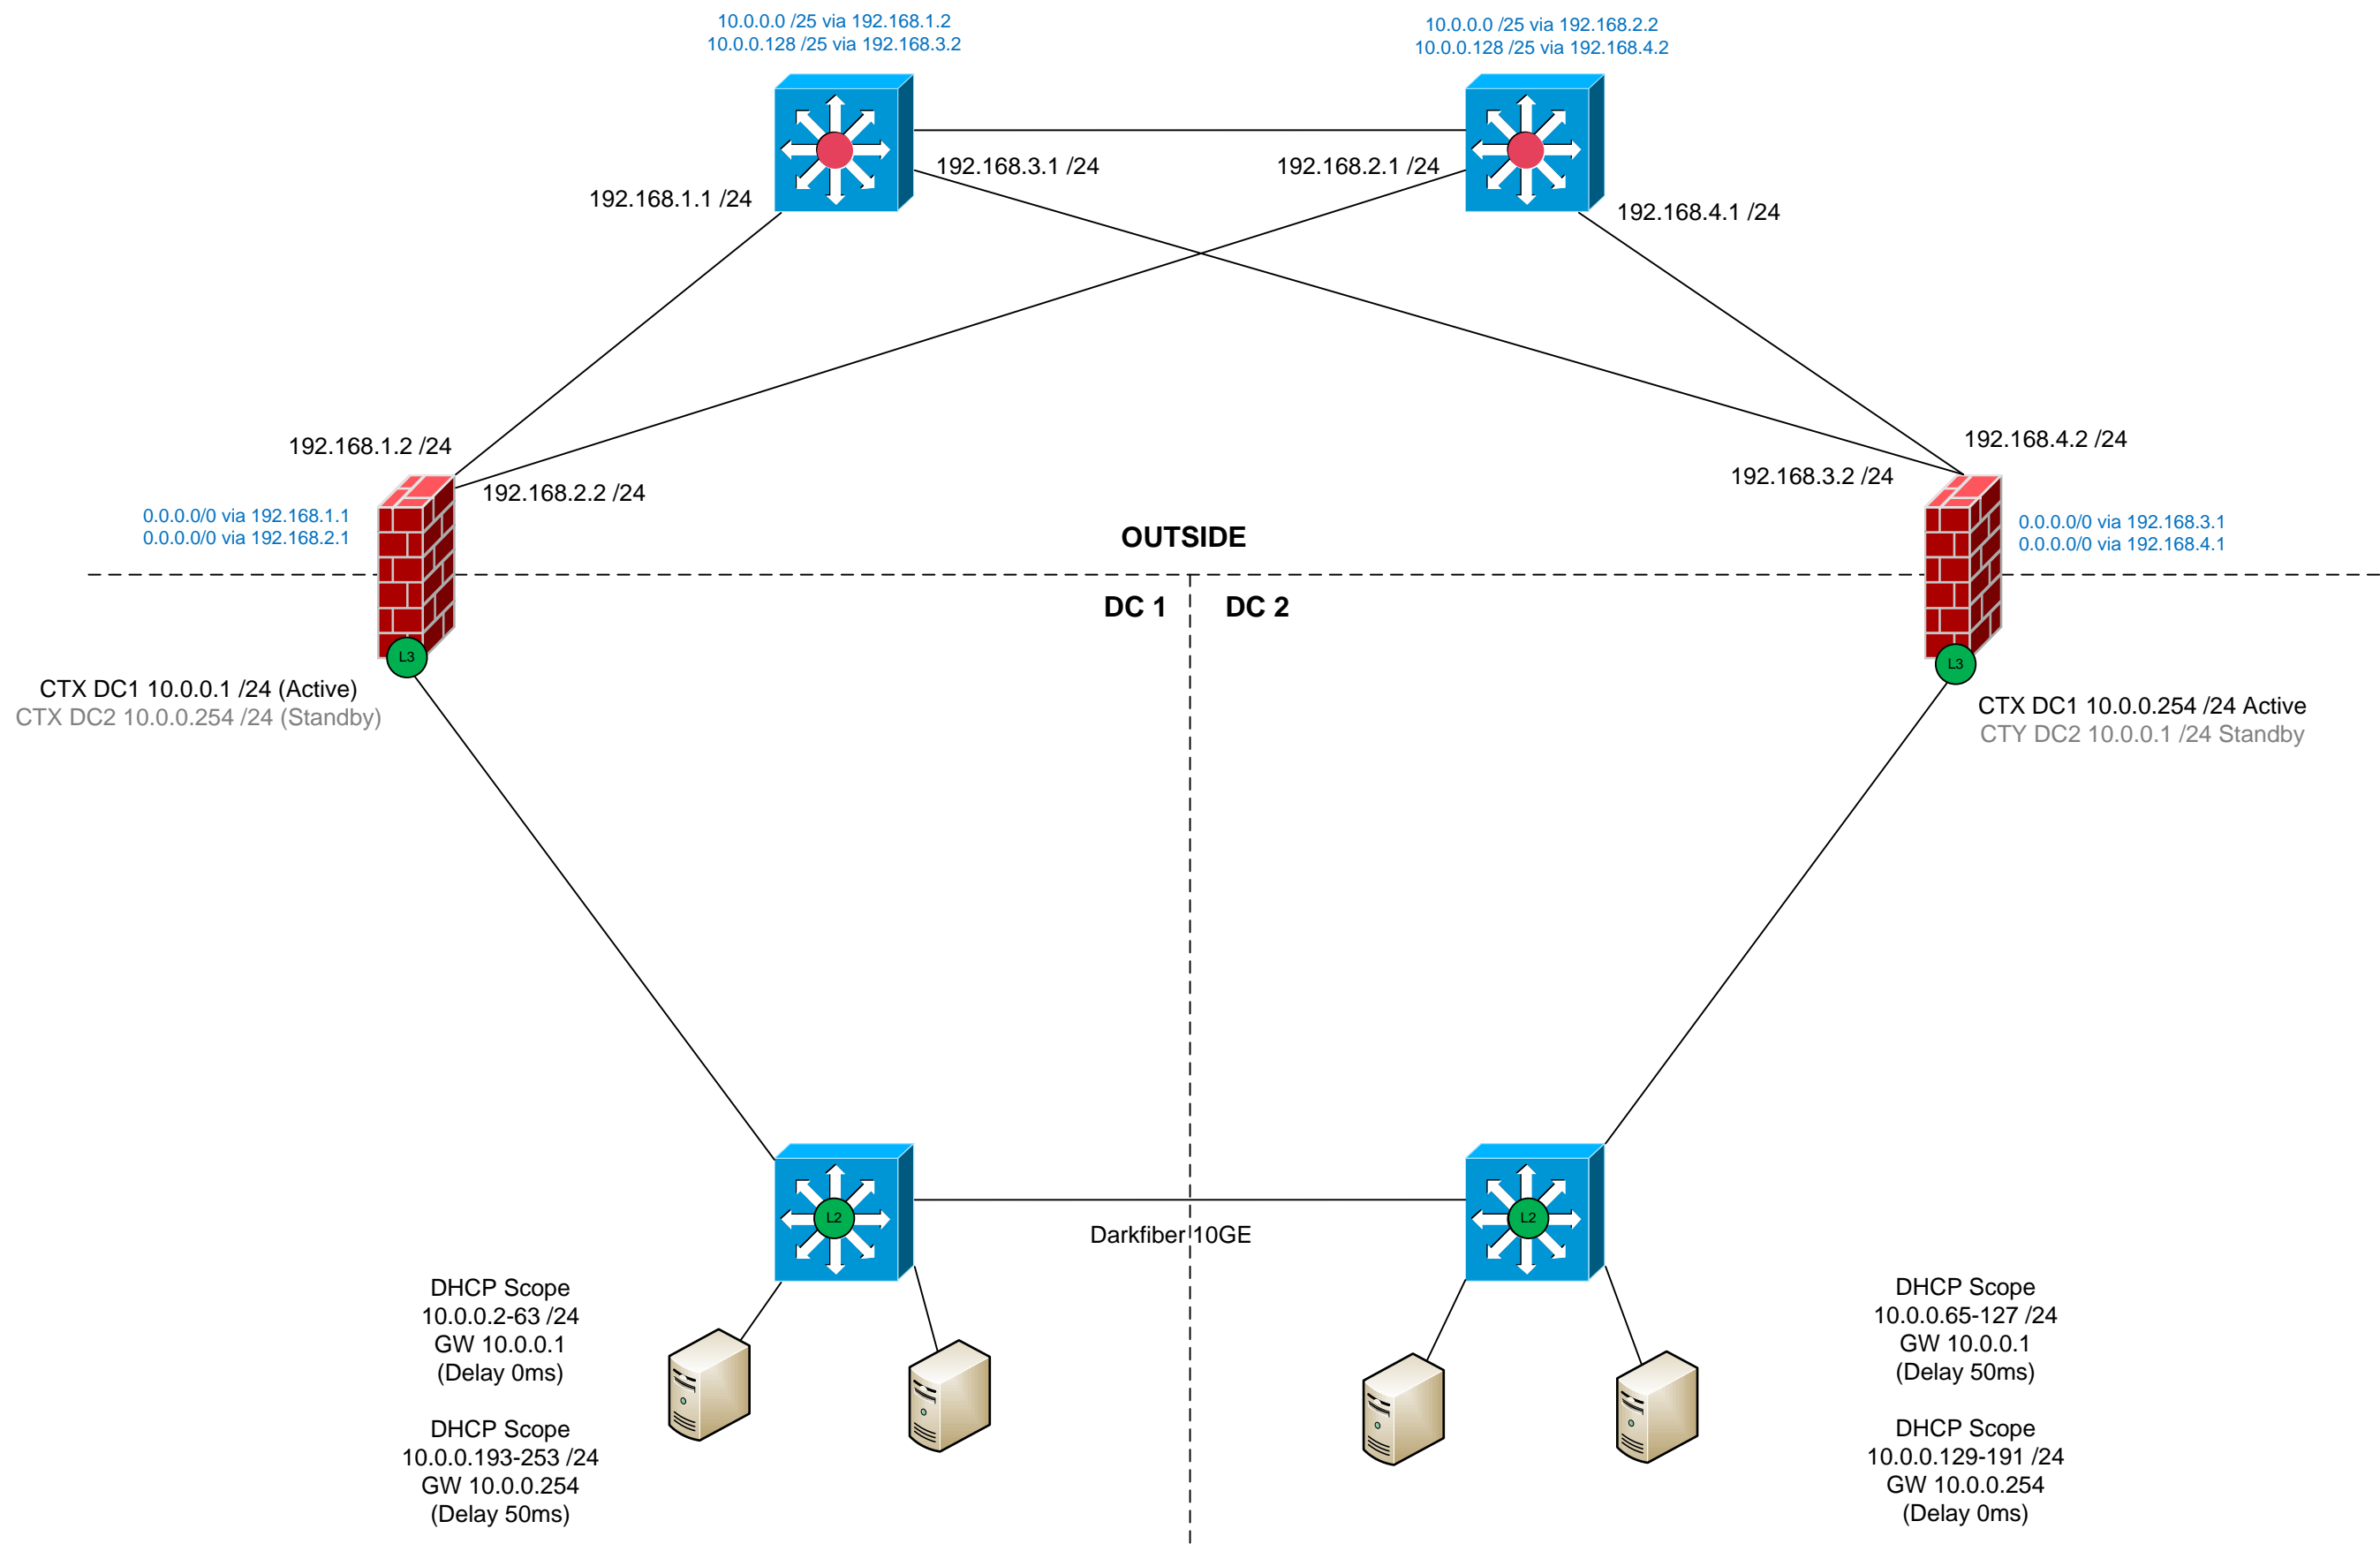 10.0.0.0 /25 via 192.168.1.2
10.0.0.128 /25 via 192.168.3.2
10.0.0.0 /25 via 192.168.2.2
10.0.0.128 /25 via 192.168.4.2
192.168.3.1 /24
192.168.2.1 /24
192.168.1.1 /24
192.168.4.1 /24
192.168.1.2 /24
192.168.4.2 /24
192.168.2.2 /24
192.168.3.2 /24
0.0.0.0/0 via 192.168.1.1
0.0.0.0/0 via 192.168.2.1
OUTSIDE
0.0.0.0/0 via 192.168.3.1
0.0.0.0/0 via 192.168.4.1
DC 1
DC 2
L3
L3
CTX DC1 10.0.0.1 /24 (Active)
CTX DC2 10.0.0.254 /24 (Standby)
CTX DC1 10.0.0.254 /24 Active
CTY DC2 10.0.0.1 /24 Standby
L2
L2
Darkfiber 10GE
DHCP Scope
10.0.0.2-63 /24
GW 10.0.0.1
(Delay 0ms)
DHCP Scope
10.0.0.193-253 /24
GW 10.0.0.254
(Delay 50ms)
DHCP Scope
10.0.0.65-127 /24
GW 10.0.0.1
(Delay 50ms)
DHCP Scope
10.0.0.129-191 /24
GW 10.0.0.254
(Delay 0ms)